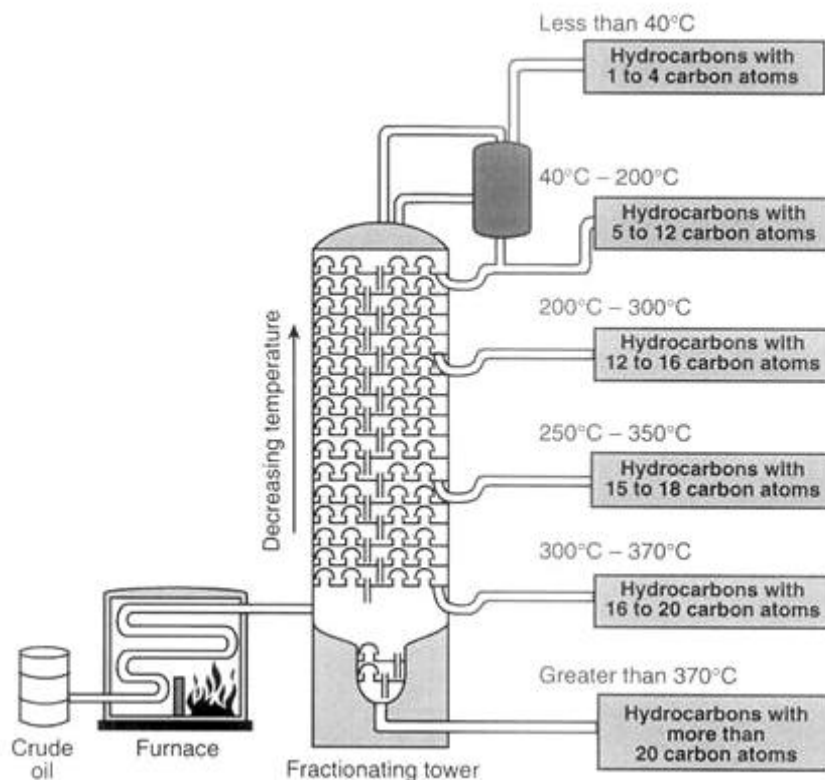 Less than 40°C
Hydrocarbons with
1 to 4 carbon atoms
40°C – 200°C
Hydrocarbons with
5 to 12 carbon atoms
200°C – 300°C
Hydrocarbons with
12 to 16 carbon atoms
Decreasing temperature
250°C – 350°C
Hydrocarbons with
15 to 18 carbon atoms
300°C – 370°C
Hydrocarbons with
16 to 20 carbon atoms
Greater than 370°C
Hydrocarbons with
more than
20 carbon atoms
Crude
oil
Furnace
Fractionating tower